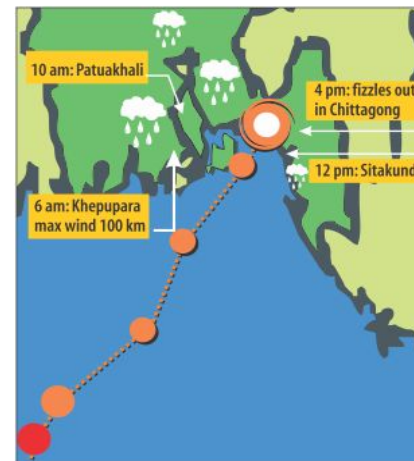 10 am: Patuakhali
4 pm: fizzles out
in Chittagong
12 pm: Sitakund
6 am: Khepupara
max wind 100 km